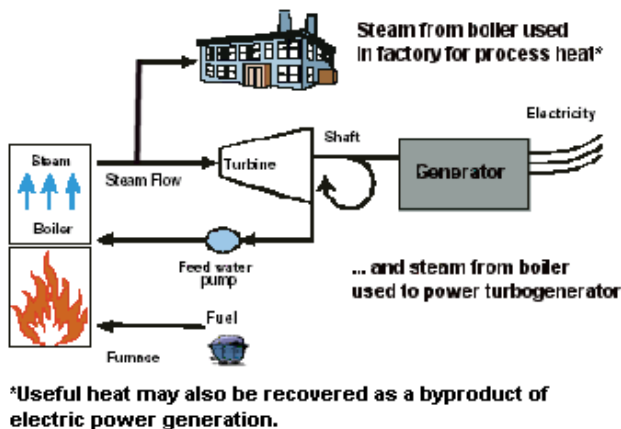 Steam from boiler used
in factory for process heat*
Electricity
Shaft
Steam
Turbine
Generator
Steam Flow
Boiler
Feed water
pump
... and steam from boiler
used to power turbogenerator
Fuel
Furnace
*Useful heat may also be recovered as a byproduct of
electric power generation.